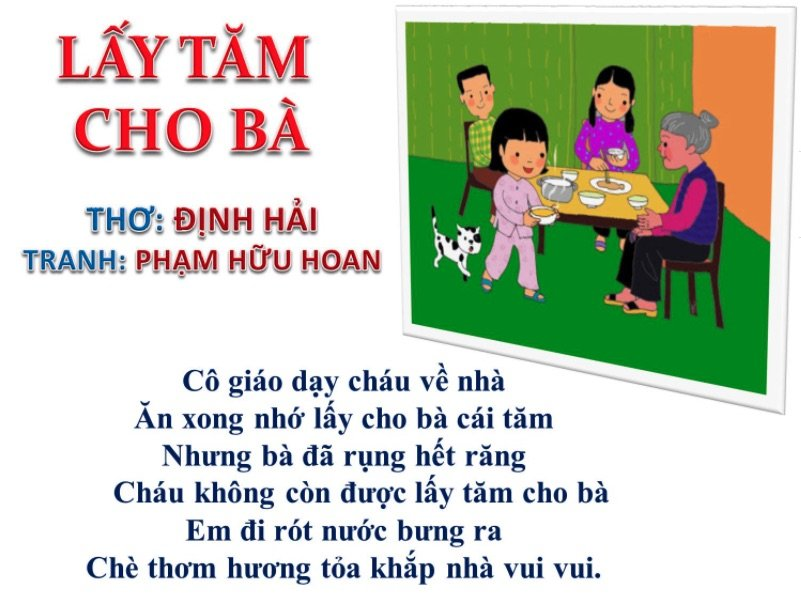 LẤY TĂM
CHO BÀ
THƠ: ĐỊNH HẢI
TRANH: PHẠM HỮU HOAN
Cô giáo dạy cháu về nhà
Ăn xong nhớ lấy cho bà cái tăm
Nhưng bà đã rụng hết răng
Cháu không còn được lấy tăm cho bà
Em đi rót nước bưng ra
Chè thơm hương tỏa khắp nhà vui vui.